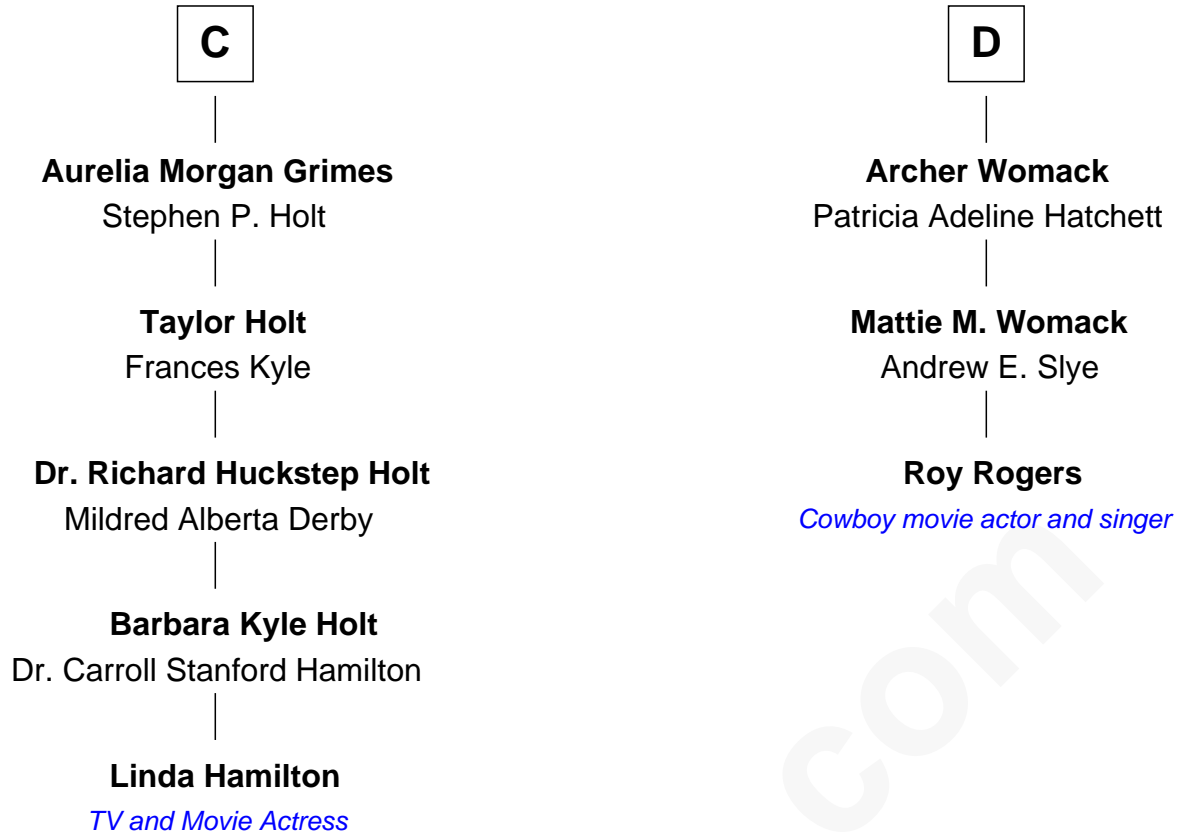 C
Aurelia Morgan Grimes
Stephen P. Holt
Taylor Holt
Frances Kyle
Dr. Richard Huckstep Holt
Mildred Alberta Derby
Barbara Kyle Holt
Dr. Carroll Stanford Hamilton
Linda Hamilton
TV and Movie Actress
D
Archer Womack
Patricia Adeline Hatchett
Mattie M. Womack
Andrew E. Slye
Roy Rogers
Cowboy movie actor and singer
com